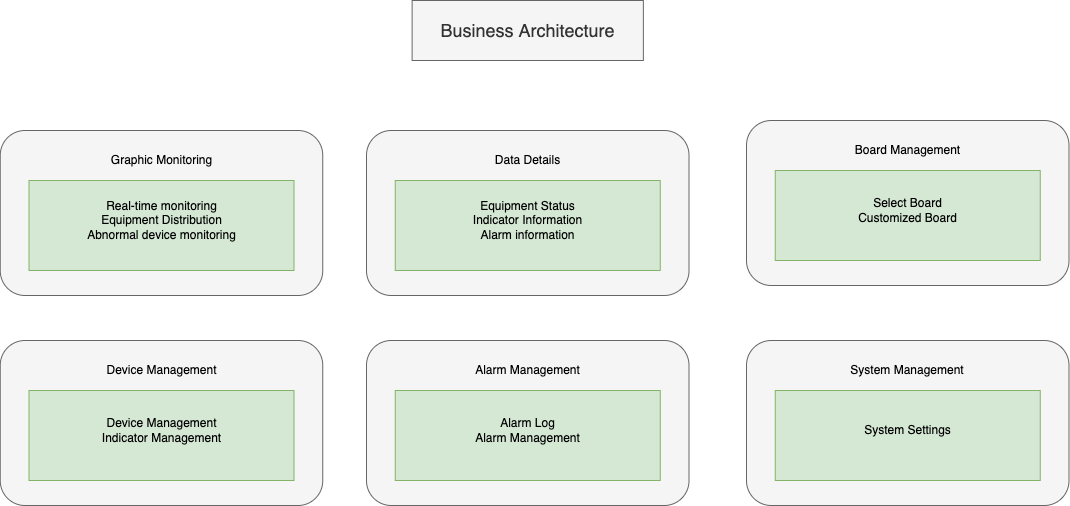 Business Architecture
Graphic Monitoring
Real-time monitoring
Equipment Distribution
Abnormal device monitoring
Data Details
Equipment Status
Indicator Information
Alarm information
Board Management
Select Board
Customized Board
Device Management
Device Management
Indicator Management
Alarm Management
Alarm Log
Alarm Management
System Management
System Settings